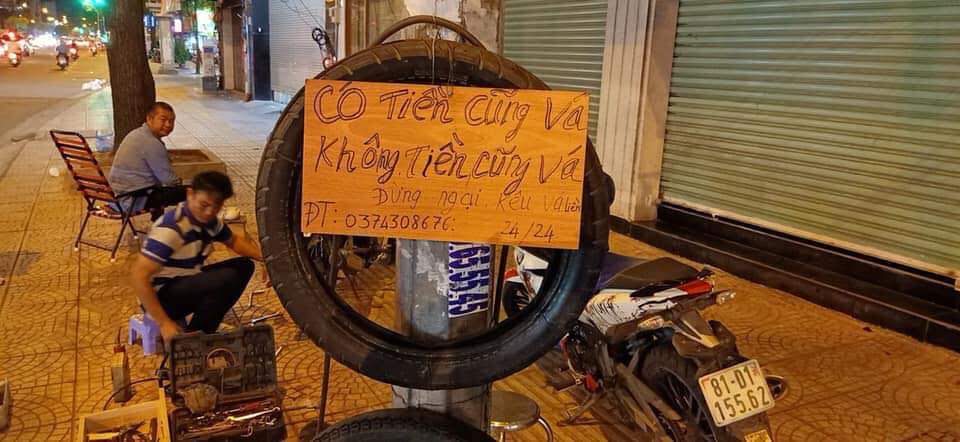 CÓ Tiền Cũng Vá
Không Tiền Cũng Vá
Đừng ngại kêu vá liền
ĐT: 0374308676. 24/24
81-D1
155.62